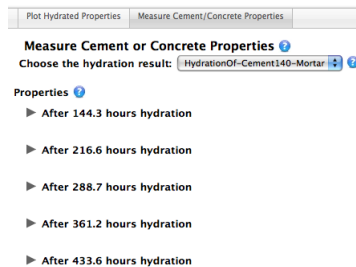 Plot Hydrated Properties Measure Cement/Concrete Properties
Measure Cement or Concrete Properties ?
Choose the hydration result: HydrationOf-Cement140-Mortar ?
Properties ?
After 144.3 hours hydration
After 216.6 hours hydration
After 288.7 hours hydration
After 361.2 hours hydration
After 433.6 hours hydration